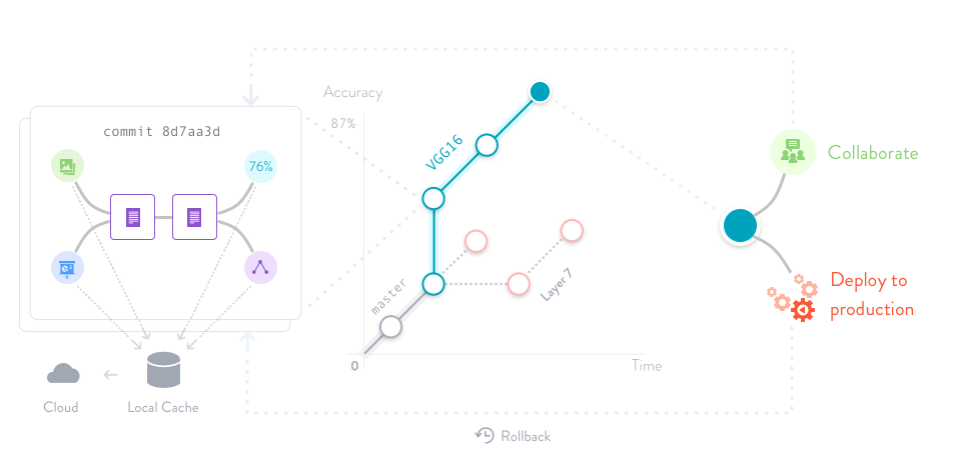 Accuracy
87%
commit 8d7aa3d
76%
VGG16
Collaborate
master
Layer 7
Deploy to
production
0
Time
Cloud
Local Cache
Rollback